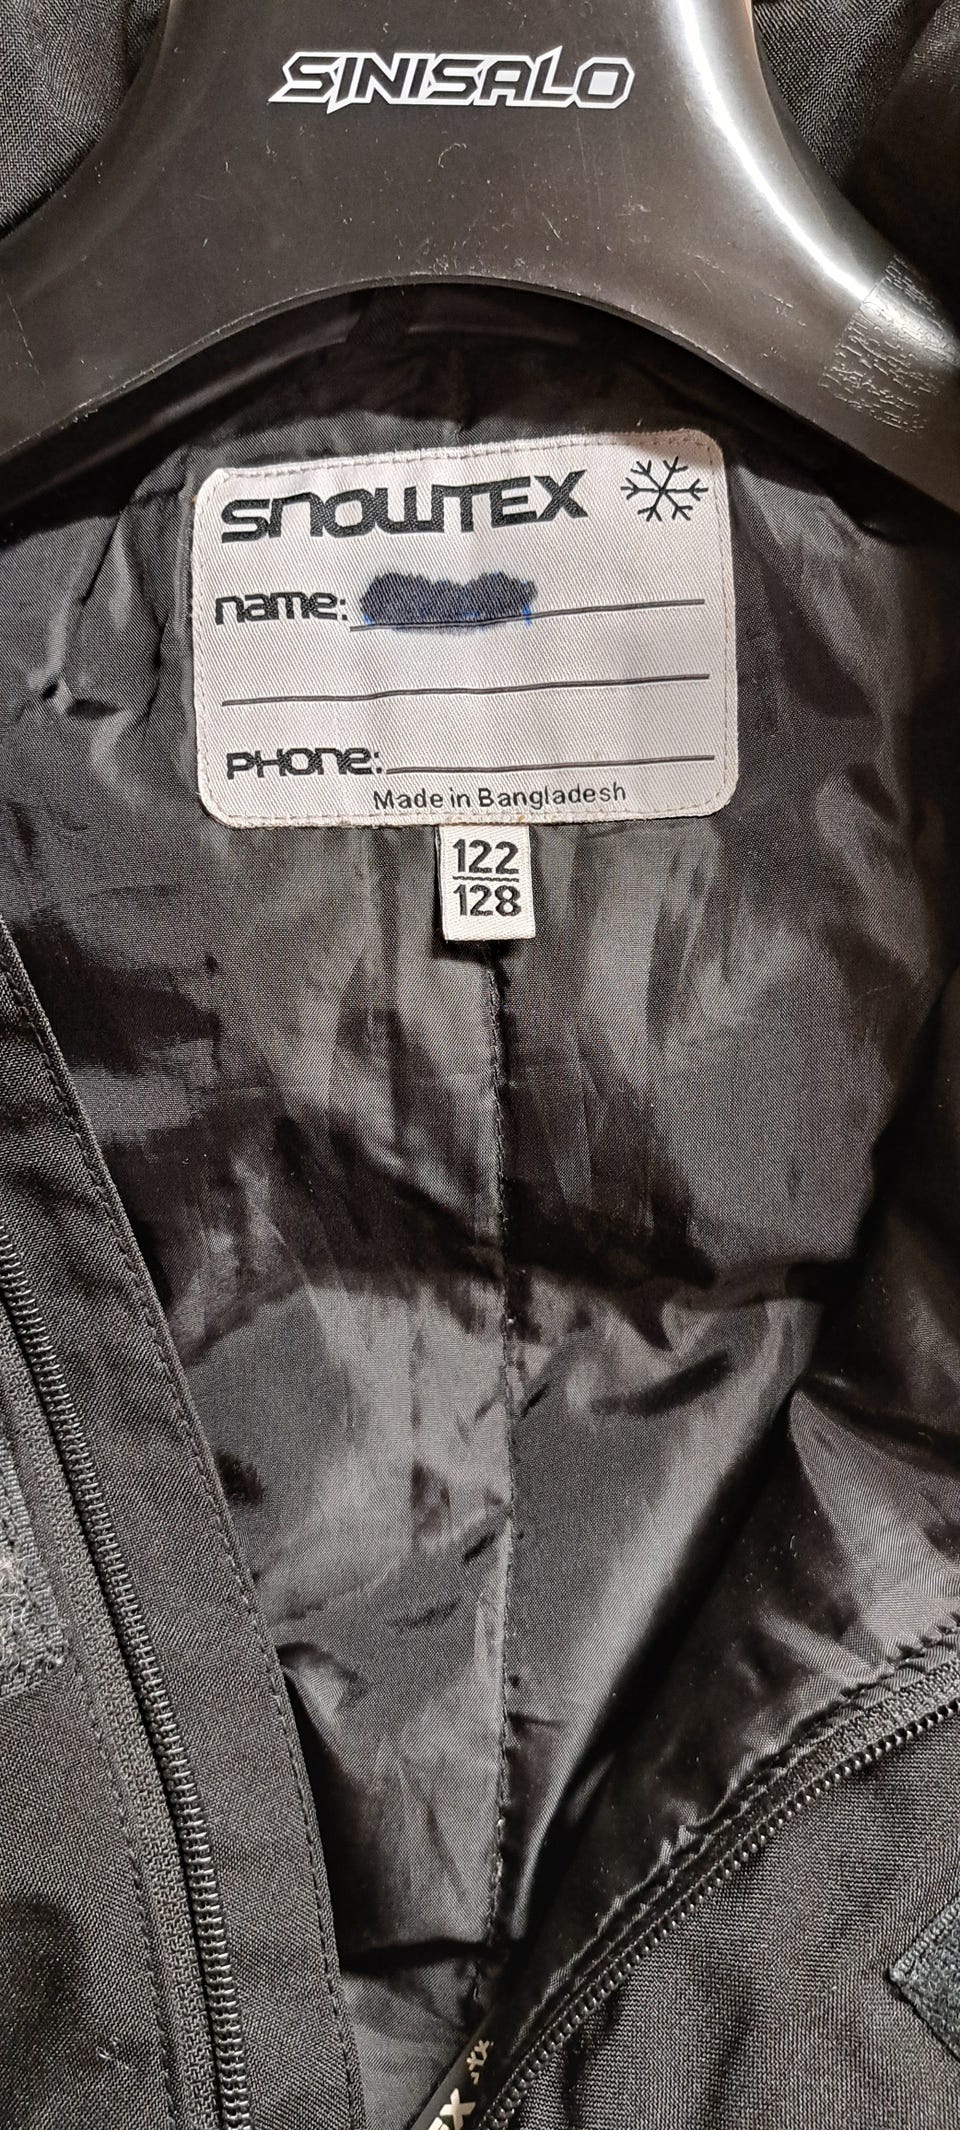 SINISALO
SNOWTEX
name:
PHONE:
Made in Bangladesh
122
128